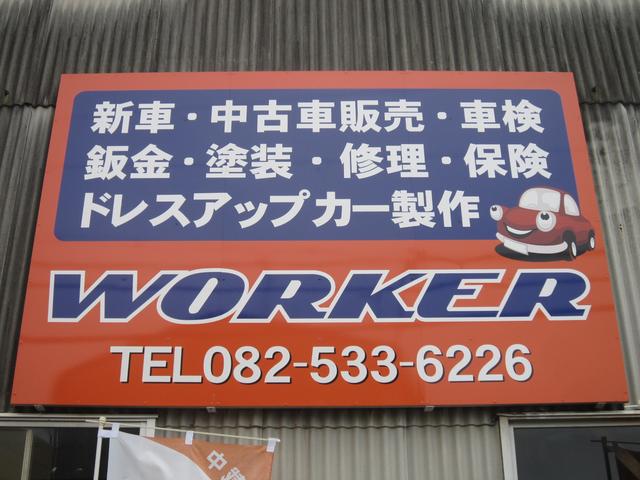 新車・中古車販売・車検
鈑金・塗装・修理・保険
ドレスアップカー製作
WORKER
TEL082-533-6226
中